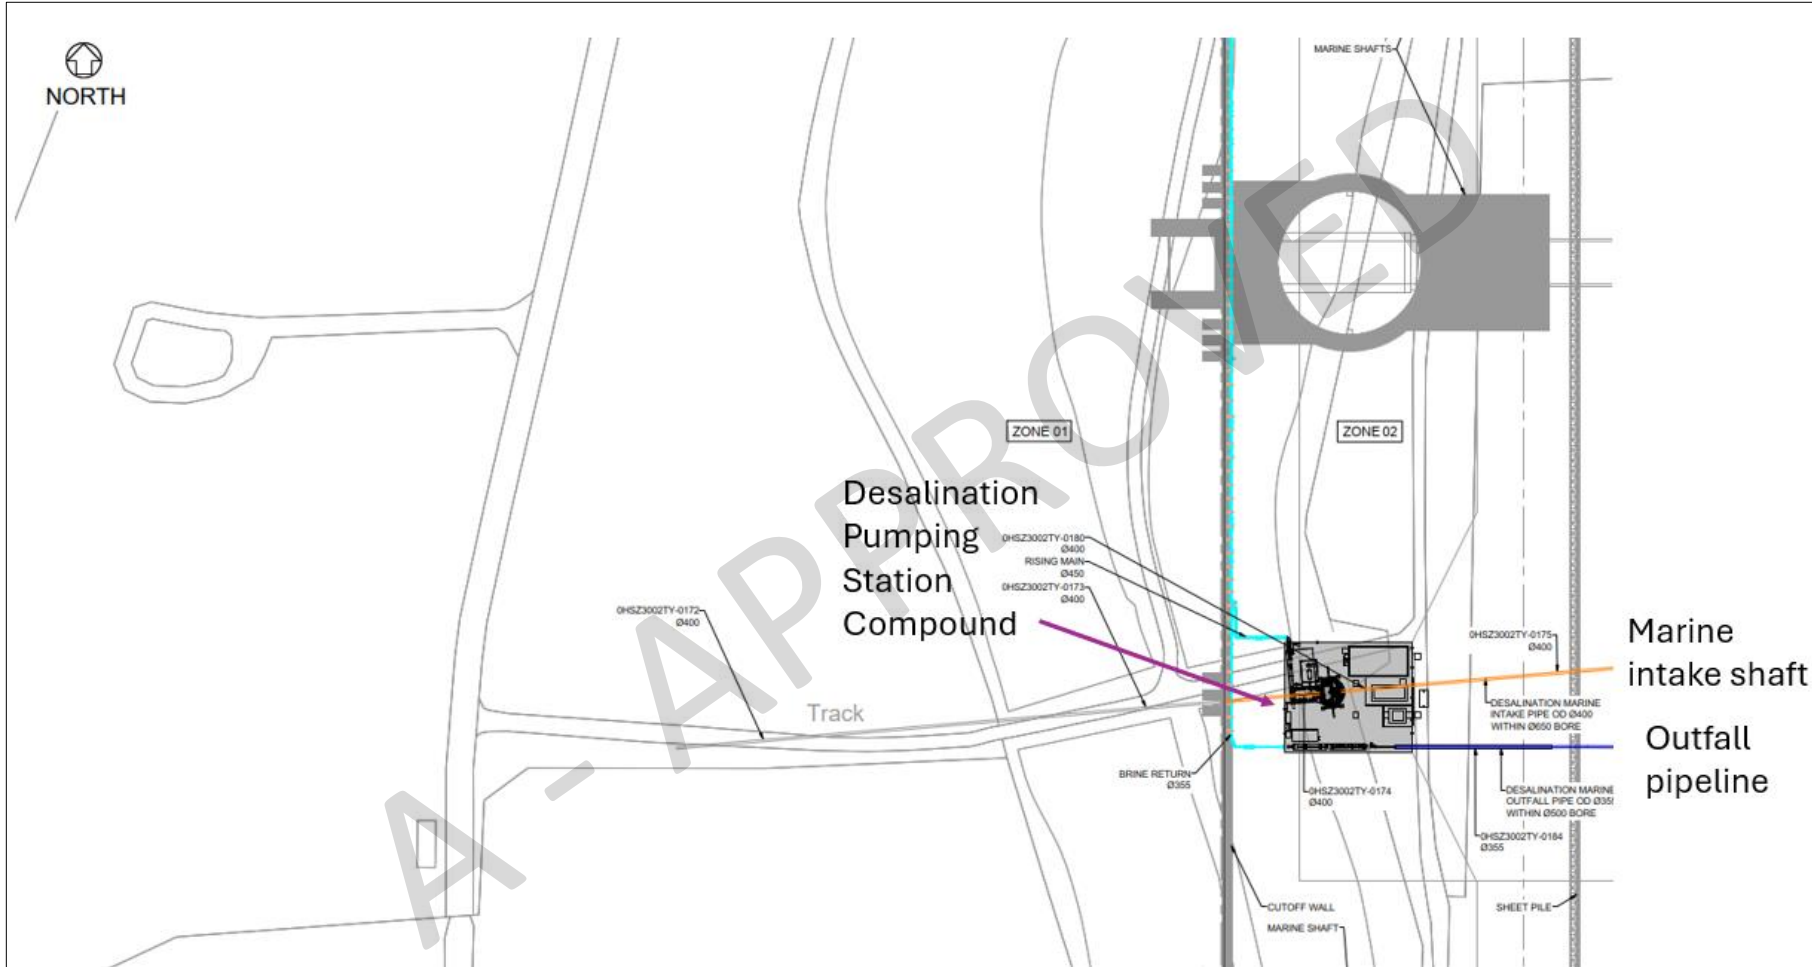 NORTH
MARINE SHAFTS
ZONE 01
ZONE 02
Desalination
Pumping
Station
Compound
0HSZ3002TY-0180
Ø400
RISING MAIN
Ø450
0HSZ3002TY-0173
Ø400
0HSZ3002TY-0172
Ø400
Track
0HSZ3002TY-0175
Ø400
Marine
intake shaft
DESALINATION MARINE
INTAKE PIPE OD Ø400
WITHIN Ø650 BORE
Outfall
pipeline
BRINE RETURN
Ø355
0HSZ3002TY-0174
Ø400
DESALINATION MARINE
OUTFALL PIPE OD Ø355
WITHIN Ø500 BORE
0HSZ3002TY-0184
Ø355
CUTOFF WALL
MARINE SHAFT
SHEET PILE
A - APPROVED